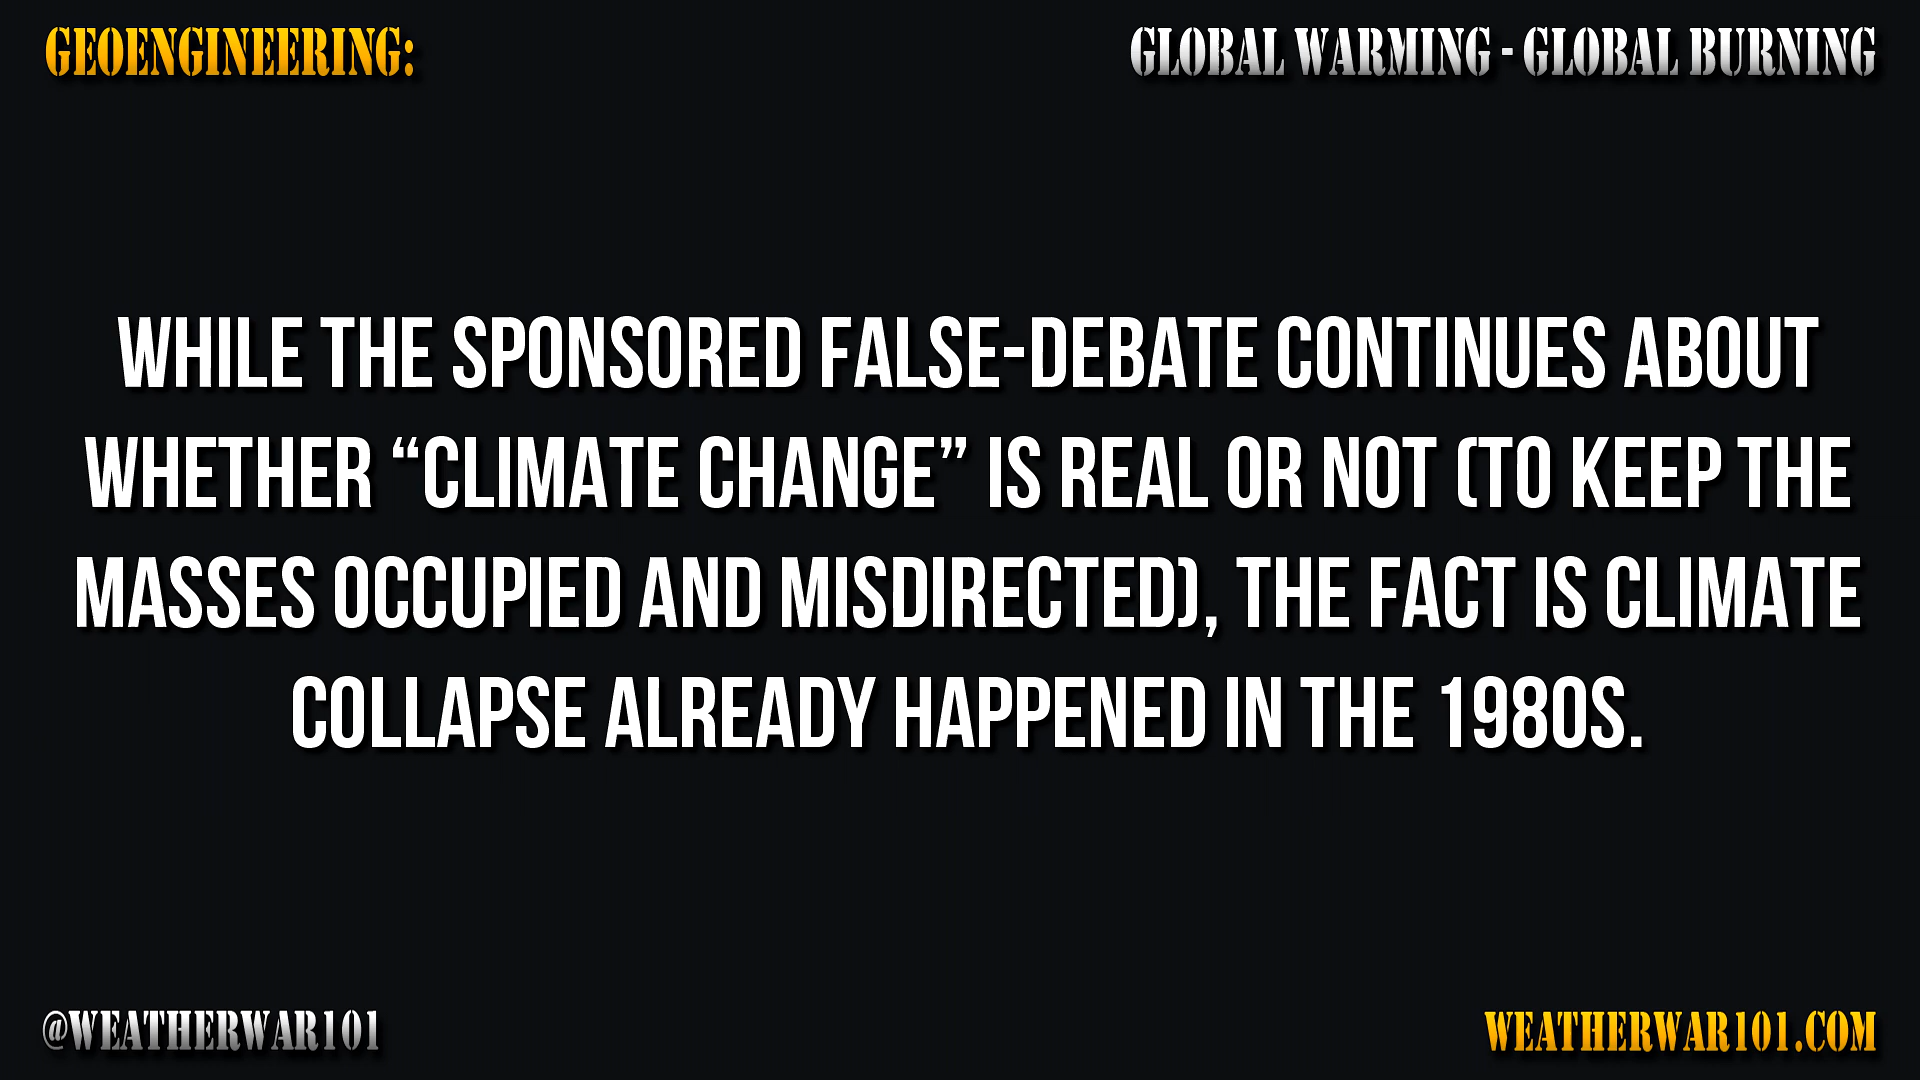 GEOENGINEERING:
GLOBAL WARMING - GLOBAL BURNING
WHILE THE SPONSORED FALSE-DEBATE CONTINUES ABOUT
WHETHER “CLIMATE CHANGE” IS REAL OR NOT (TO KEEP THE
MASSES OCCUPIED AND MISDIRECTED), THE FACT IS CLIMATE
COLLAPSE ALREADY HAPPENED IN THE 1980S.
@WEATHERWAR101
WEATHERWAR101.COM